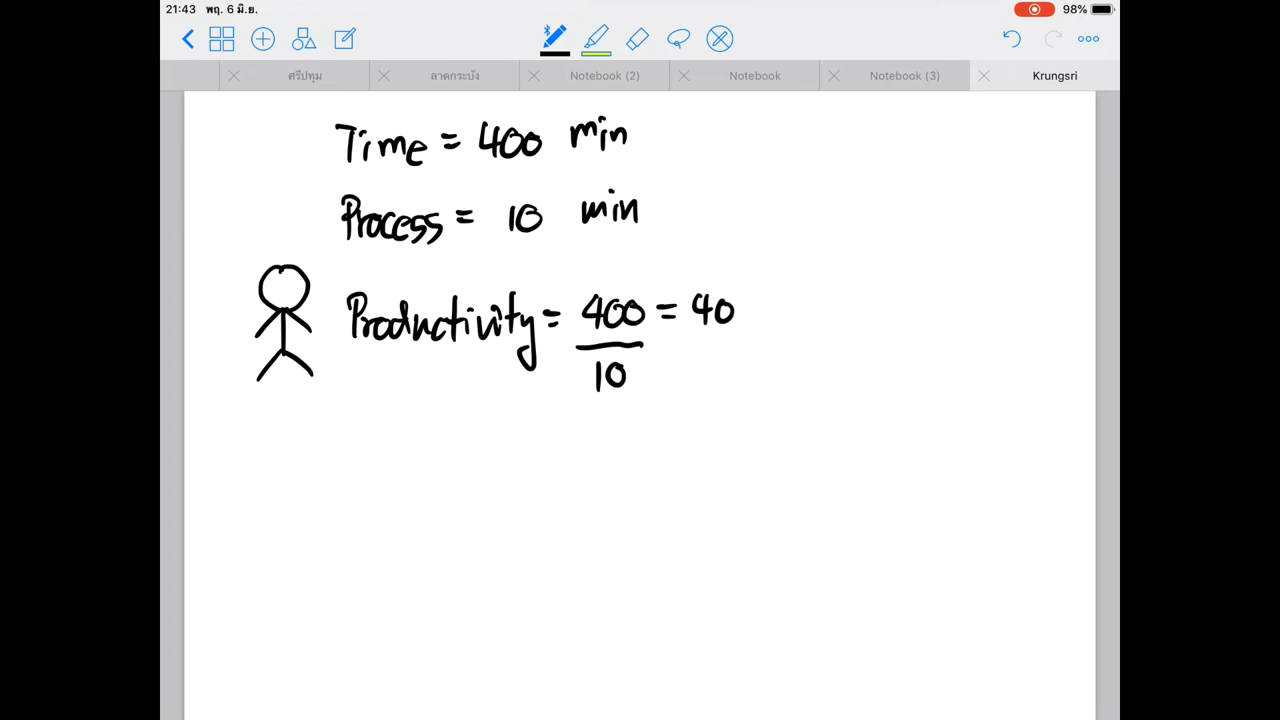 21:43 พฤ. 6 มิ.ย. 98%
ศรีปทุม ลาดกระบัง Notebook (2) Notebook Notebook (3) Krungsri
Time = 400 min
Process = 10 min
Productivity = 400 = 40
10